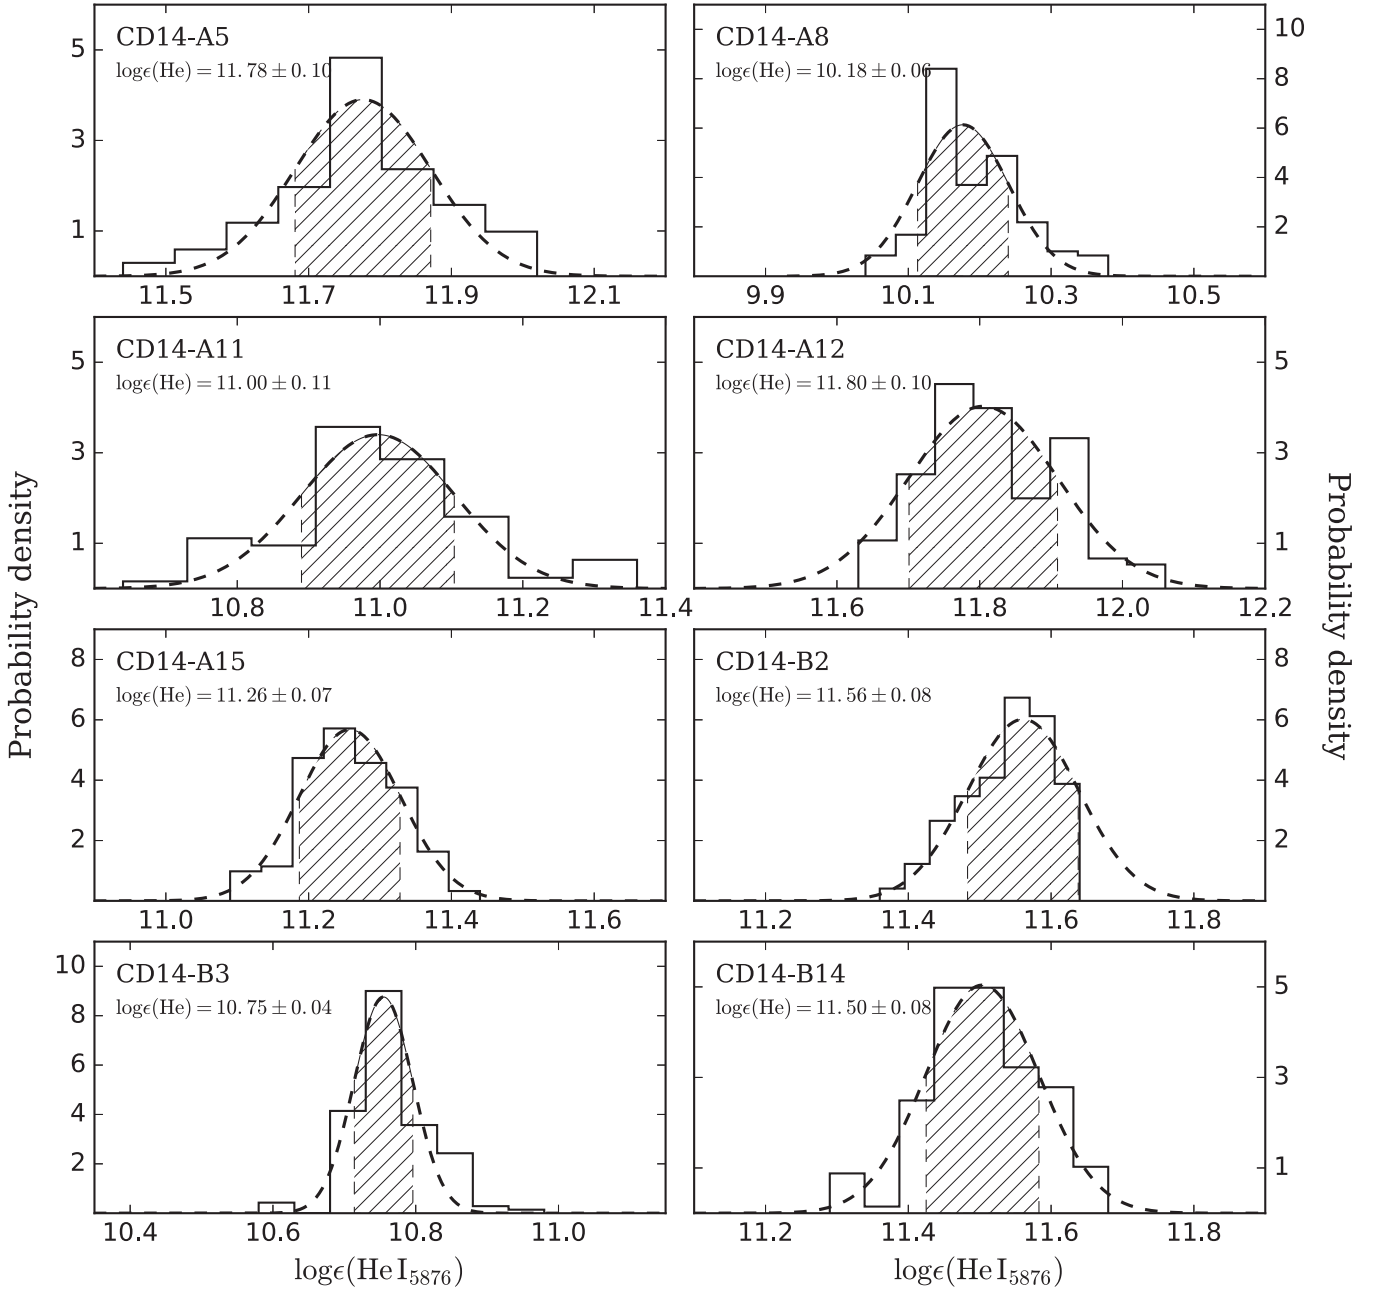 CD14-A5
logϵ(He) = 11.78 ± 0.10
5
3
1
11.5 11.7 11.9 12.1
CD14-A8
logϵ(He) = 10.18 ± 0.06
10
8
6
4
2
9.9 10.1 10.3 10.5
CD14-A11
logϵ(He) = 11.00 ± 0.11
5
3
1
10.8 11.0 11.2 11.4
CD14-A12
logϵ(He) = 11.80 ± 0.10
5
3
1
11.6 11.8 12.0 12.2
CD14-A15
logϵ(He) = 11.26 ± 0.07
8
6
4
2
11.0 11.2 11.4 11.6
CD14-B2
logϵ(He) = 11.56 ± 0.08
8
6
4
2
11.2 11.4 11.6 11.8
CD14-B3
logϵ(He) = 10.75 ± 0.04
10
8
6
4
2
10.4 10.6 10.8 11.0
CD14-B14
logϵ(He) = 11.50 ± 0.08
5
3
1
11.2 11.4 11.6 11.8
Probability density
Probability density
logϵ(He I₅₈₇₆)
logϵ(He I₅₈₇₆)